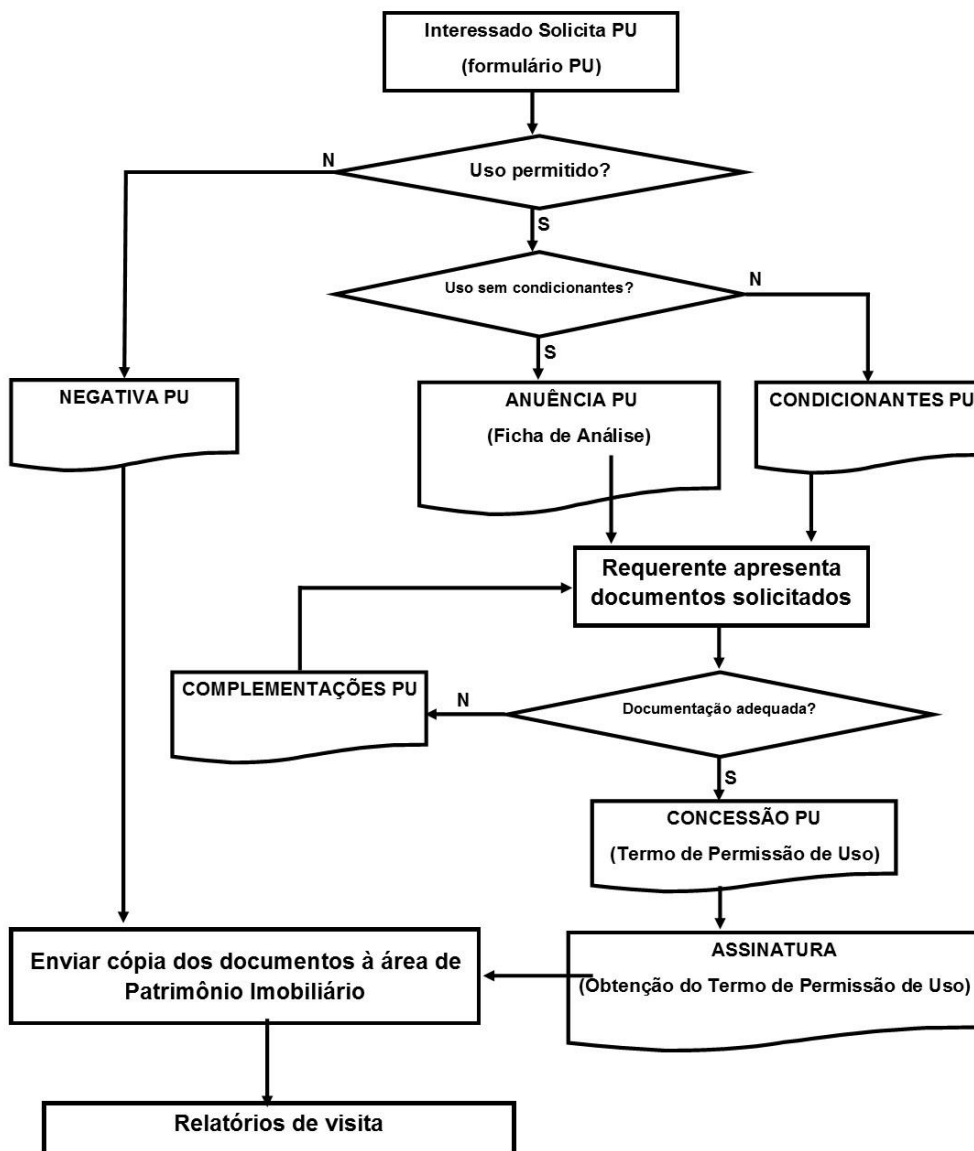 Interessado Solicita PU
(formulário PU)
N
Uso permitido?
S
Uso sem condicionantes?
N
S
NEGATIVA PU
ANUÊNCIA PU
(Ficha de Análise)
CONDICIONANTES PU
Requerente apresenta
documentos solicitados
COMPLEMENTAÇÕES PU
N
Documentação adequada?
S
CONCESSÃO PU
(Termo de Permissão de Uso)
Enviar cópia dos documentos à área de
Patrimônio Imobiliário
ASSINATURA
(Obtenção do Termo de Permissão de Uso)
Relatórios de visita